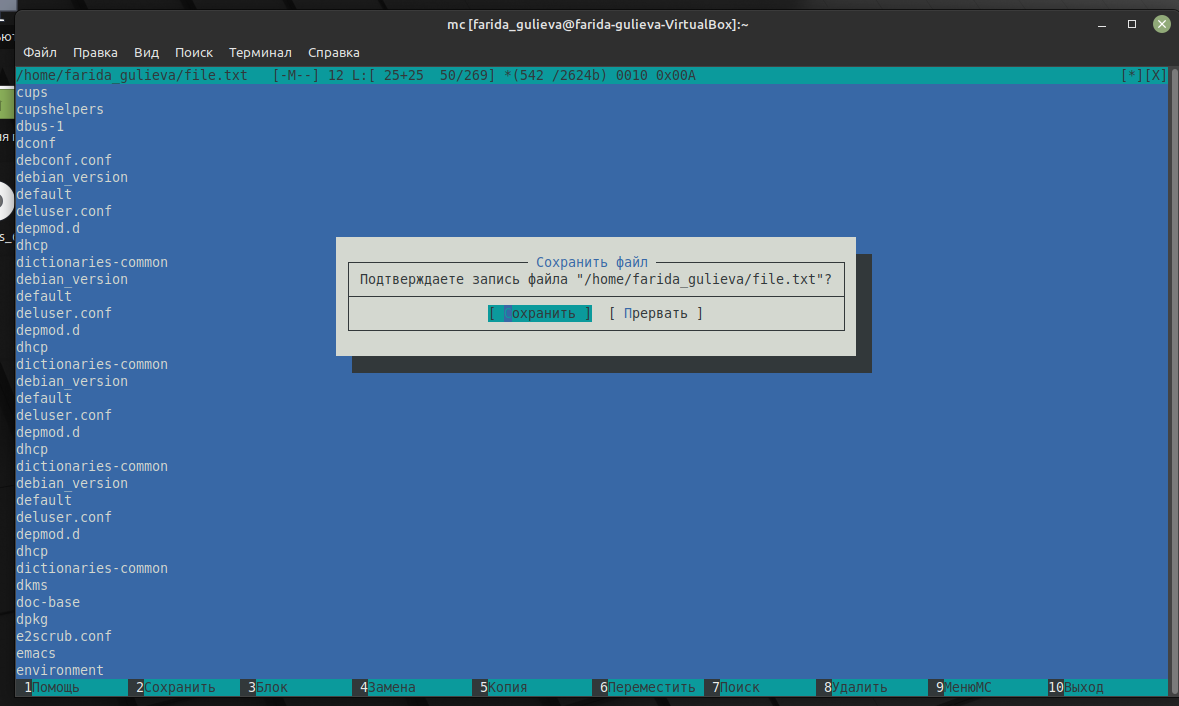 mc [farida_gulieva@farida-gulieva-VirtualBox]:~
Файл Правка Вид Поиск Терминал Справка
/home/farida_gulieva/file.txt [-M--] 12 L:[ 25+25 50/269] *(542 /2624b) 0010 0x00A [*][X]
cups
cupshelpers
dbus-1
dconf
debconf.conf
debian_version
default
deluser.conf
depmod.d
dhcp
dictionaries-common
debian_version
default
deluser.conf
depmod.d
dhcp
dictionaries-common
debian_version
default
deluser.conf
depmod.d
dhcp
dictionaries-common
debian_version
default
deluser.conf
depmod.d
dhcp
dictionaries-common
dkms
doc-base
dpkg
e2scrub.conf
emacs
environment
Сохранить файл
Подтверждаете запись файла "/home/farida_gulieva/file.txt"?
[ Сохранить ] [ Прервать ]
1Помощь 2Сохранить 3Блок 4Замена 5Копия 6Переместить 7Поиск 8Удалить 9МенюMC 10Выход